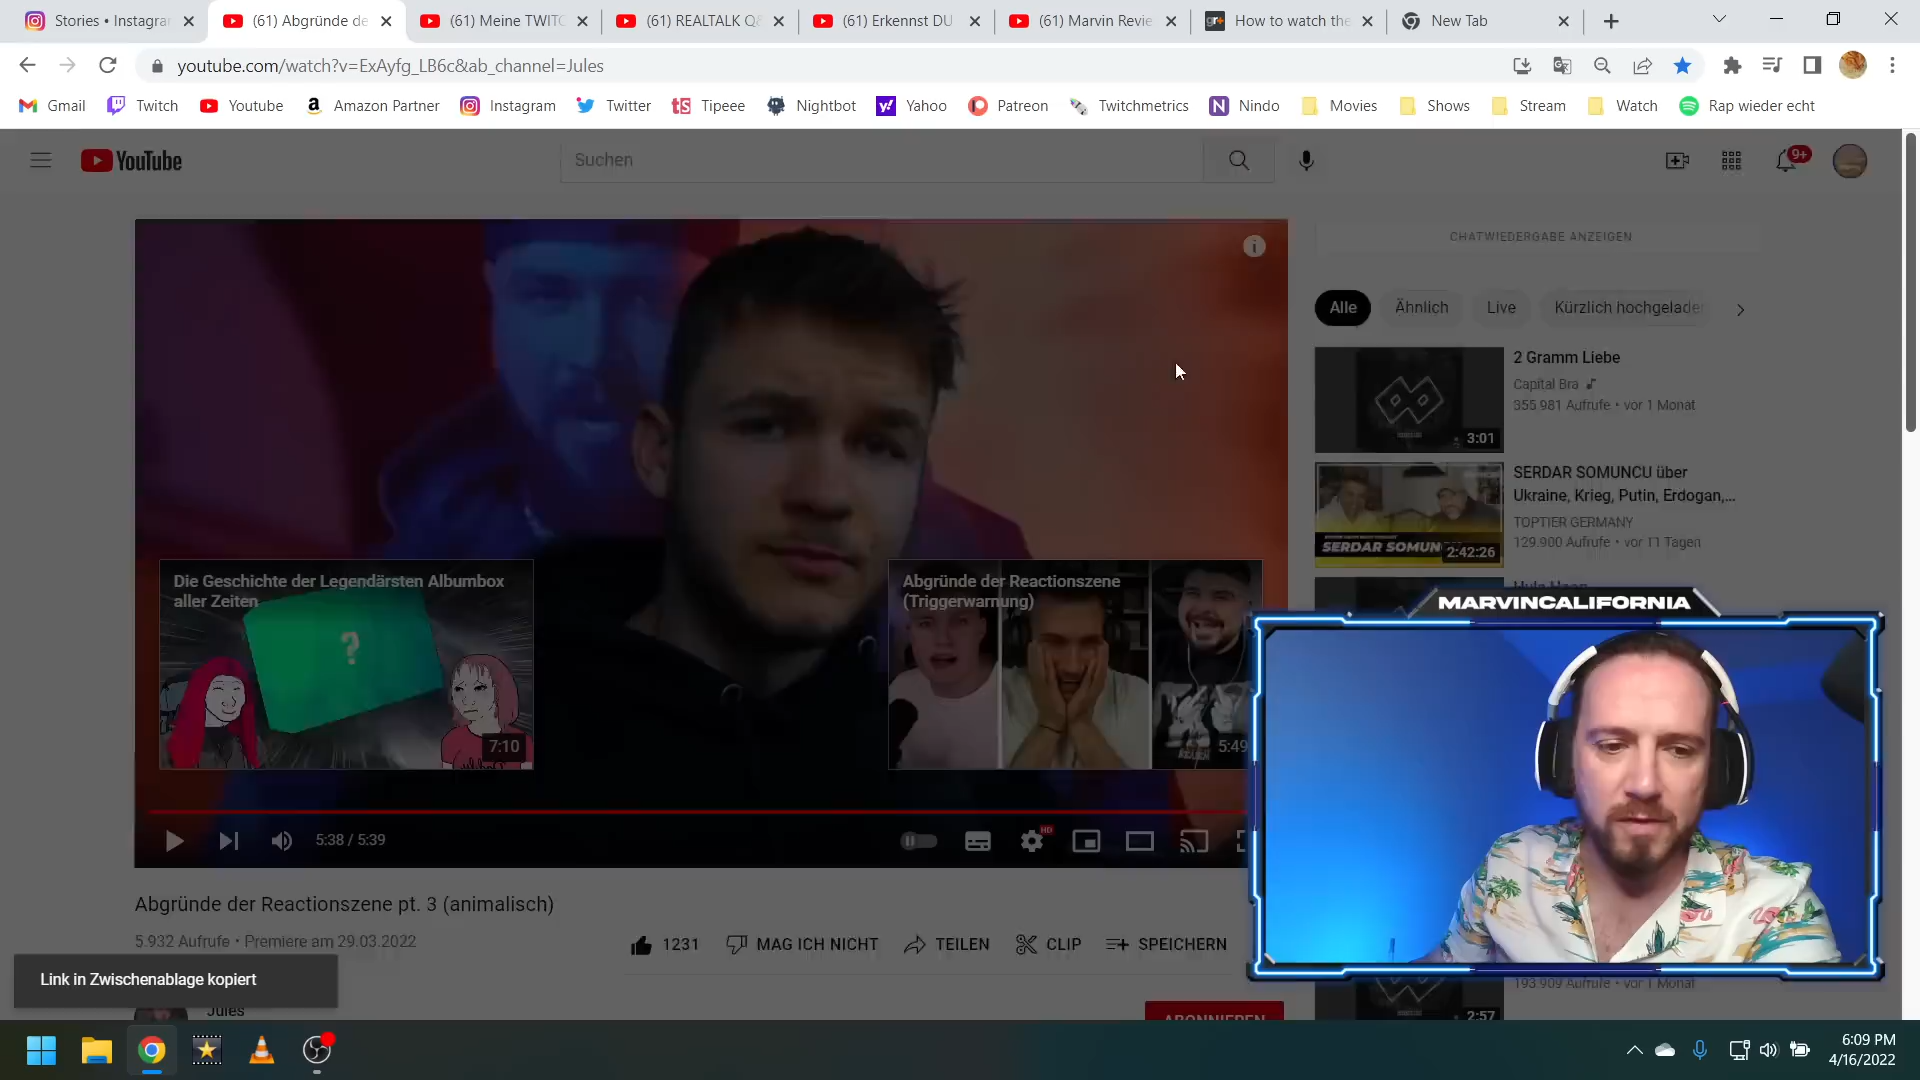 Stories • Instagram
(61) Abgründe de
(61) Meine TWITC
(61) REALTALK Q&
(61) Erkennst DU
(61) Marvin Revie
How to watch the
New Tab
youtube.com/watch?v=ExAyfg_LB6c&ab_channel=Jules
Gmail
Twitch
Youtube
Amazon Partner
Instagram
Twitter
Tipeee
Nightbot
Yahoo
Patreon
Twitchmetrics
Nindo
Movies
Shows
Stream
Watch
Rap wieder echt
YouTube
Suchen
9+
CHATWIEDERGABE ANZEIGEN
Alle
Ähnlich
Live
Kürzlich hochgeladen
2 Gramm Liebe
Capital Bra
355.981 Aufrufe • vor 1 Monat
3:01
SERDAR SOMUNCU über
Ukraine, Krieg, Putin, Erdogan,...
TOPTIER GERMANY
129.900 Aufrufe • vor 11 Tagen
SERDAR SOMUN
2:42:26
MARVINCALIFORNIA
Die Geschichte der Legendärsten Albumbox
aller Zeiten
?
7:10
Abgründe der Reactionszene
(Triggerwarnung)
5:49
5:38 / 5:39
HD
Abgründe der Reactionszene pt. 3 (animalisch)
5.932 Aufrufe • Premiere am 29.03.2022
1231
MAG ICH NICHT
TEILEN
CLIP
SPEICHERN
Link in Zwischenablage kopiert
Jules
ABONNIEREN
193.909 Aufrufe • vor 1 Monat
2:57
6:09 PM
4/16/2022